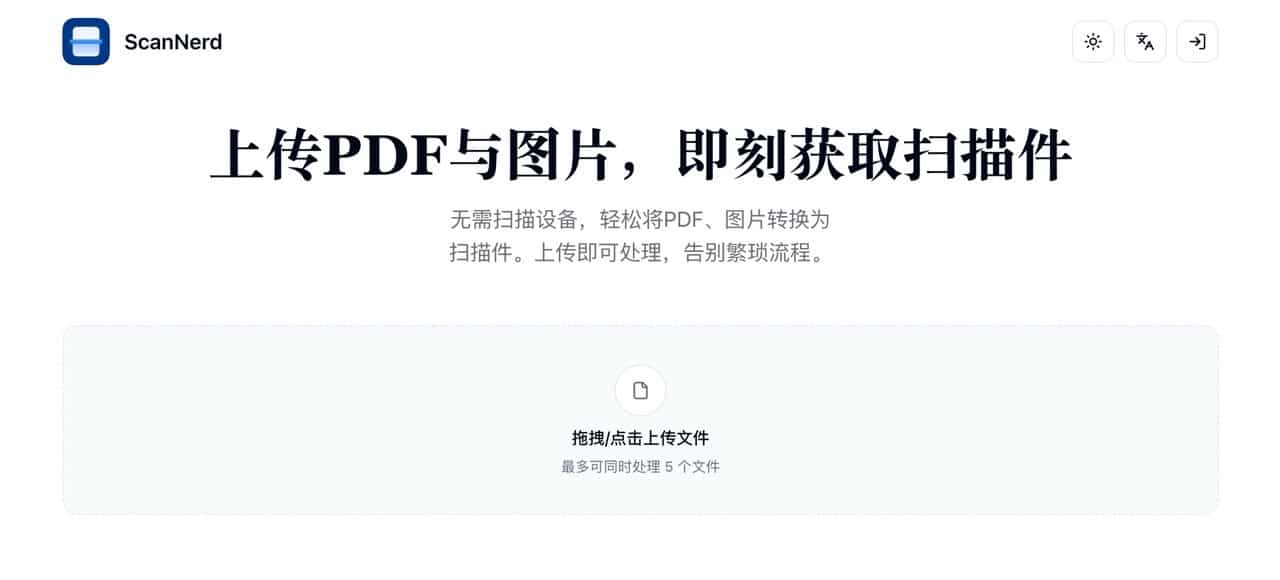 ScanNerd
上传PDF与图片，即刻获取扫描件
无需扫描设备，轻松将PDF、图片转换为
扫描件。上传即可处理，告别繁琐流程。
拖拽/点击上传文件
最多可同时处理 5 个文件